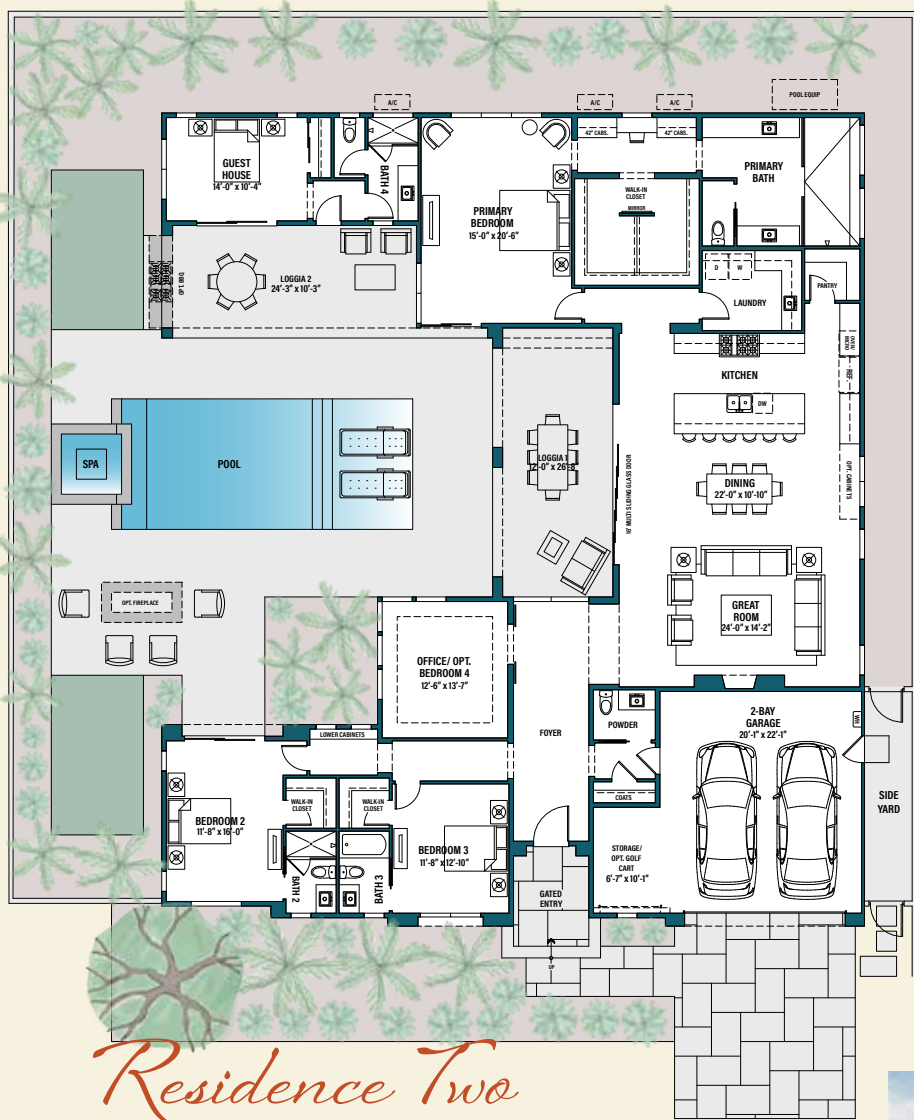 A/C
A/C
A/C
POOL EQUIP
42" CABS.
42" CABS.
GUEST
HOUSE
14'-0" x 10'-4"
BATH 4
PRIMARY
BEDROOM
15'-0" x 20'-6"
WALK-IN
CLOSET
MIRROR
PRIMARY
BATH
LOGGIA 2
24'-3" x 10'-3"
D
W
LAUNDRY
PANTRY
OVEN/
MICRO
REF.
KITCHEN
DW
OPT. CABINETS
SPA
POOL
LOGGIA 1
12'-0" x 26'-8"
16' MULTI SLIDING GLASS DOOR
DINING
22'-0" x 10'-10"
OPT. FIREPLACE
GREAT
ROOM
24'-0" x 14'-2"
OFFICE/ OPT.
BEDROOM 4
12'-6" x 13'-7"
LOWER CABINETS
FOYER
POWDER
2-BAY
GARAGE
20'-1" x 22'-1"
WH
SIDE
YARD
BEDROOM 2
11'-8" x 16'-0"
WALK-IN
CLOSET
WALK-IN
CLOSET
COATS
BATH 2
BATH 3
BEDROOM 3
11'-8" x 12'-10"
STORAGE/
OPT. GOLF
CART
6'-7" x 10'-1"
GATED
ENTRY
UP
Residence Two